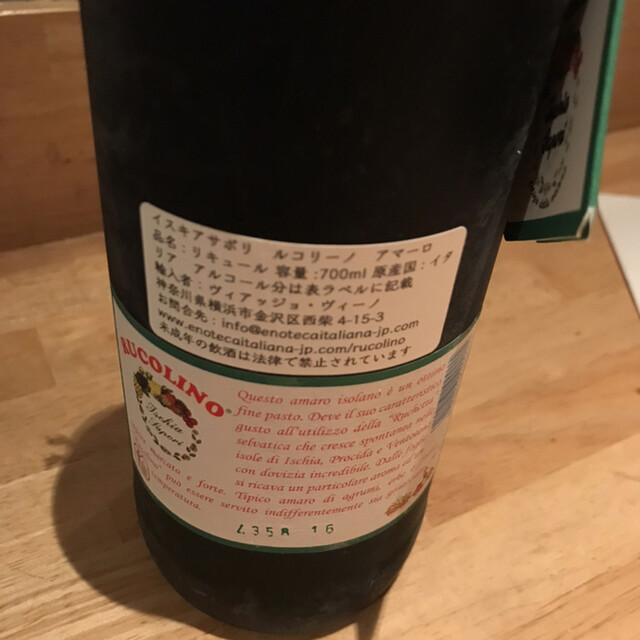 イスキアサポリ ルコリーノ アマーロ
品名：リキュール 容量：700ml 原産国：イタ
リア アルコール分は表ラベルに記載
輸入者：ヴィアッジョ・ヴィーノ
神奈川県横浜市金沢区西柴 4-15-3
お問合先：info@enotecaitaliana-jp.com
www.enotecaitaliana-jp.com/rucolino
未成年の飲酒は法律で禁止されています
RUCOLINO®
Ischia
Sapori
Questo amaro isolano è un ottimo
fine pasto. Deve il suo caratteristico
gusto all'utilizzo della "Ruchetta
selvatica che cresce spontanea nelle
isole di Ischia, Procida e Ventotene
con dovizia incredibile. Dalle
si ricava un particolare aroma
Tipico amaro di agrumi, erbe
e forte.
può essere servito indifferentemente
temperatura.
4358 16